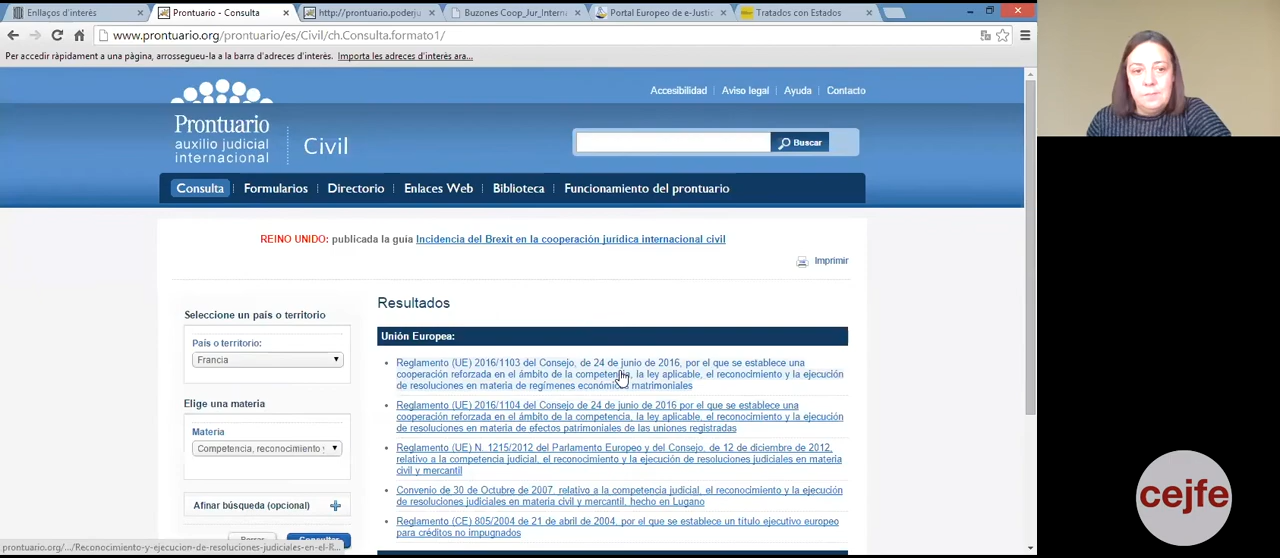 Enllaços d'interès
Prontuario - Consulta
http://prontuario.poderju
Buzones Coop_Jur_Interna
Portal Europeo de e-Justic
Tratados con Estados
www.prontuario.org/prontuario/es/Civil/ch.Consulta.formato1/
Per accedir ràpidament a una pàgina, arrossegueu-la a la barra d'adreces d'interès. Importa les adreces d'interès ara...
Accesibilidad Aviso legal Ayuda Contacto
Prontuario
auxilio judicial
internacional
Civil
Buscar
Consulta Formularios Directorio Enlaces Web Biblioteca Funcionamiento del prontuario
REINO UNIDO: publicada la guía Incidencia del Brexit en la cooperación jurídica internacional civil
Imprimir
Seleccione un país o territorio
País o territorio:
Francia
Elige una materia
Materia
Competencia, reconocimiento y
Afinar búsqueda (opcional)
Borrar Consultar
Resultados
Unión Europea:
Reglamento (UE) 2016/1103 del Consejo, de 24 de junio de 2016, por el que se establece una
cooperación reforzada en el ámbito de la competencia, la ley aplicable, el reconocimiento y la ejecución
de resoluciones en materia de regímenes económicos matrimoniales
Reglamento (UE) 2016/1104 del Consejo de 24 de junio de 2016 por el que se establece una
cooperación reforzada en el ámbito de la competencia, la ley aplicable, el reconocimiento y la ejecución
de resoluciones en materia de efectos patrimoniales de las uniones registradas
Reglamento (UE) N. 1215/2012 del Parlamento Europeo y del Consejo, de 12 de diciembre de 2012,
relativo a la competencia judicial, el reconocimiento y la ejecución de resoluciones judiciales en materia
civil y mercantil
Convenio de 30 de Octubre de 2007, relativo a la competencia judicial, el reconocimiento y la ejecución
de resoluciones judiciales en materia civil y mercantil, hecho en Lugano
Reglamento (CE) 805/2004 de 21 de abril de 2004, por el que se establece un título ejecutivo europeo
para créditos no impugnados
prontuario.org/.../Reconocimiento-y-ejecucion-de-resoluciones-judiciales-en-el-R...
cejfe